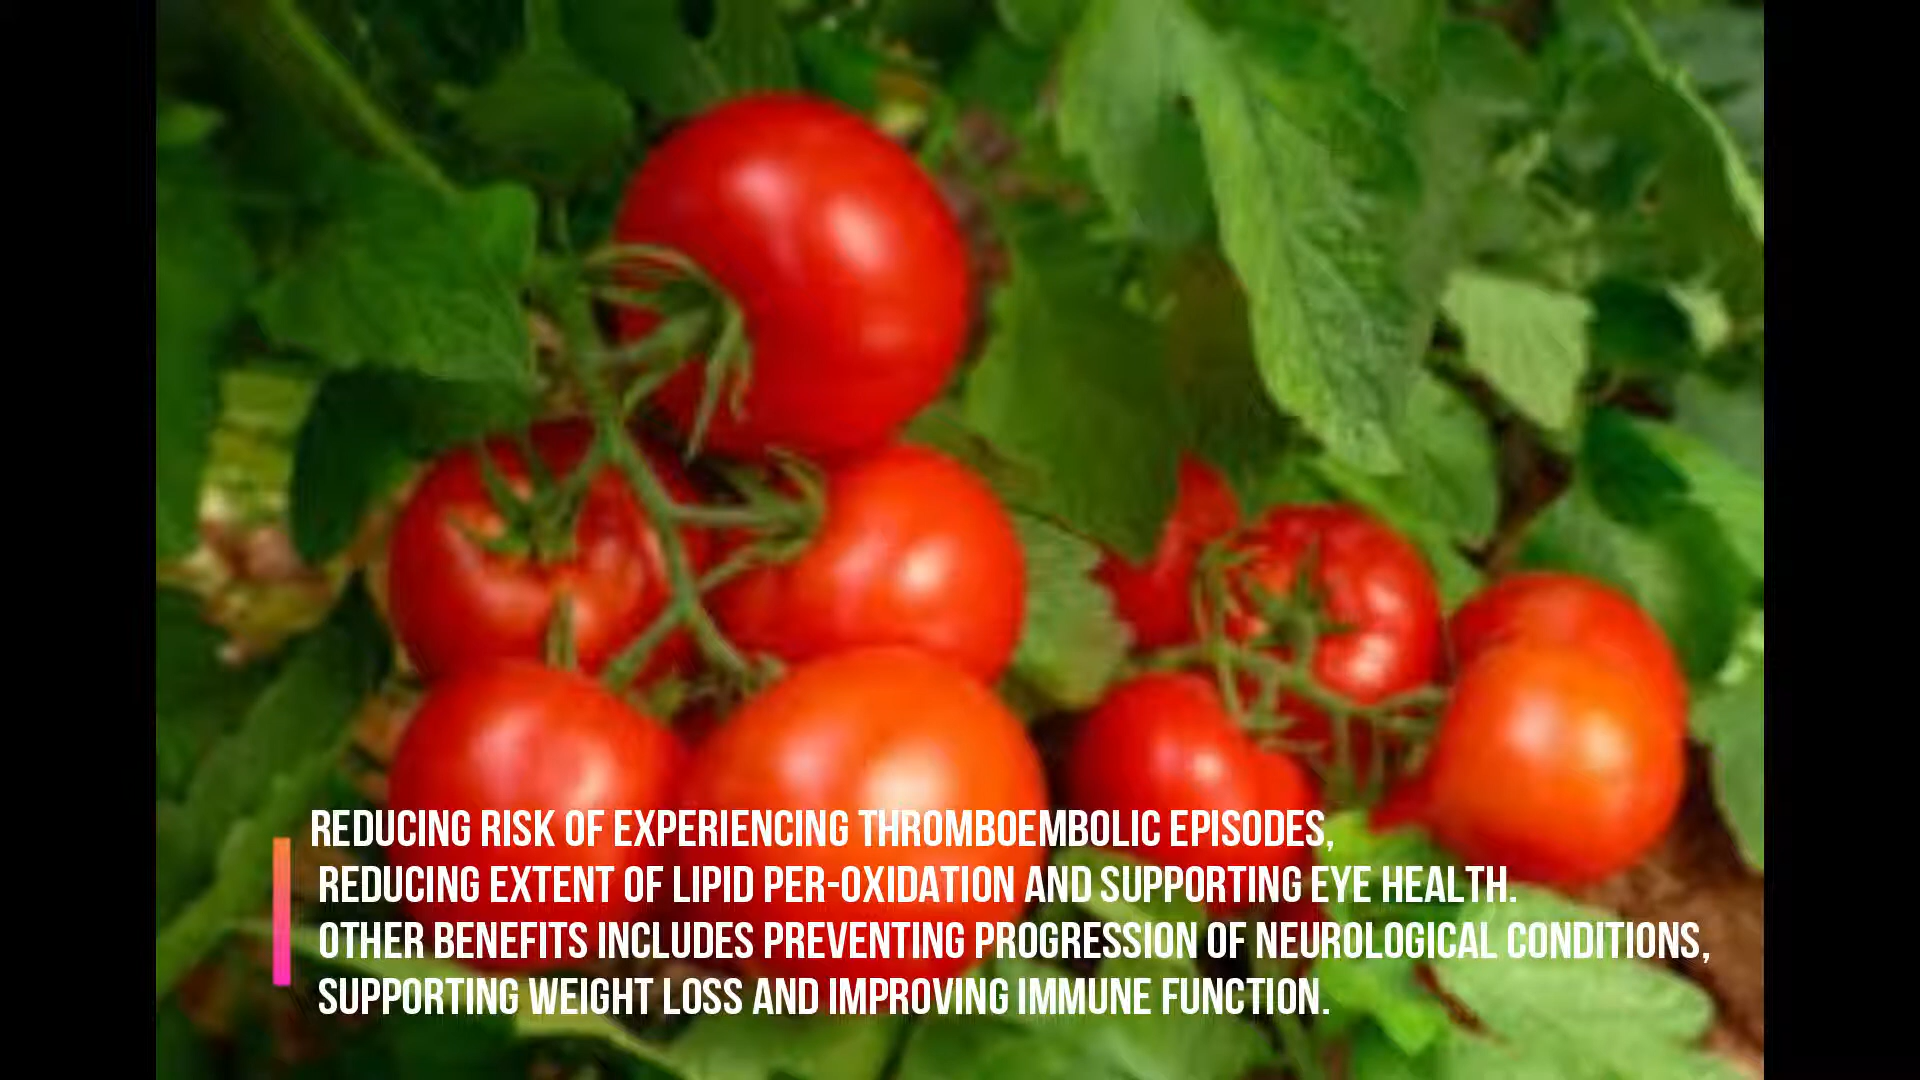 REDUCING RISK OF EXPERIENCING THROMBOEMBOLIC EPISODES,
REDUCING EXTENT OF LIPID PER-OXIDATION AND SUPPORTING EYE HEALTH.
OTHER BENEFITS INCLUDES PREVENTING PROGRESSION OF NEUROLOGICAL CONDITIONS,
SUPPORTING WEIGHT LOSS AND IMPROVING IMMUNE FUNCTION.